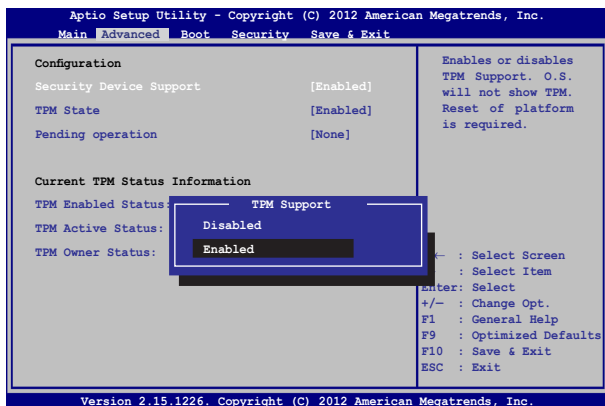 Aptio Setup Utility - Copyright (C) 2012 American Megatrends, Inc.
Main Advanced Boot Security Save & Exit
Configuration
Security Device Support [Enabled]
TPM State [Enabled]
Pending operation [None]
Current TPM Status Information
TPM Enabled Status:
TPM Active Status:
TPM Owner Status:
TPM Support
Disabled
Enabled
Enables or disables
TPM Support. O.S.
will not show TPM.
Reset of platform
is required.
← : Select Screen
: Select Item
Enter: Select
+/— : Change Opt.
F1 : General Help
F9 : Optimized Defaults
F10 : Save & Exit
ESC : Exit
Version 2.15.1226. Copyright (C) 2012 American Megatrends, Inc.